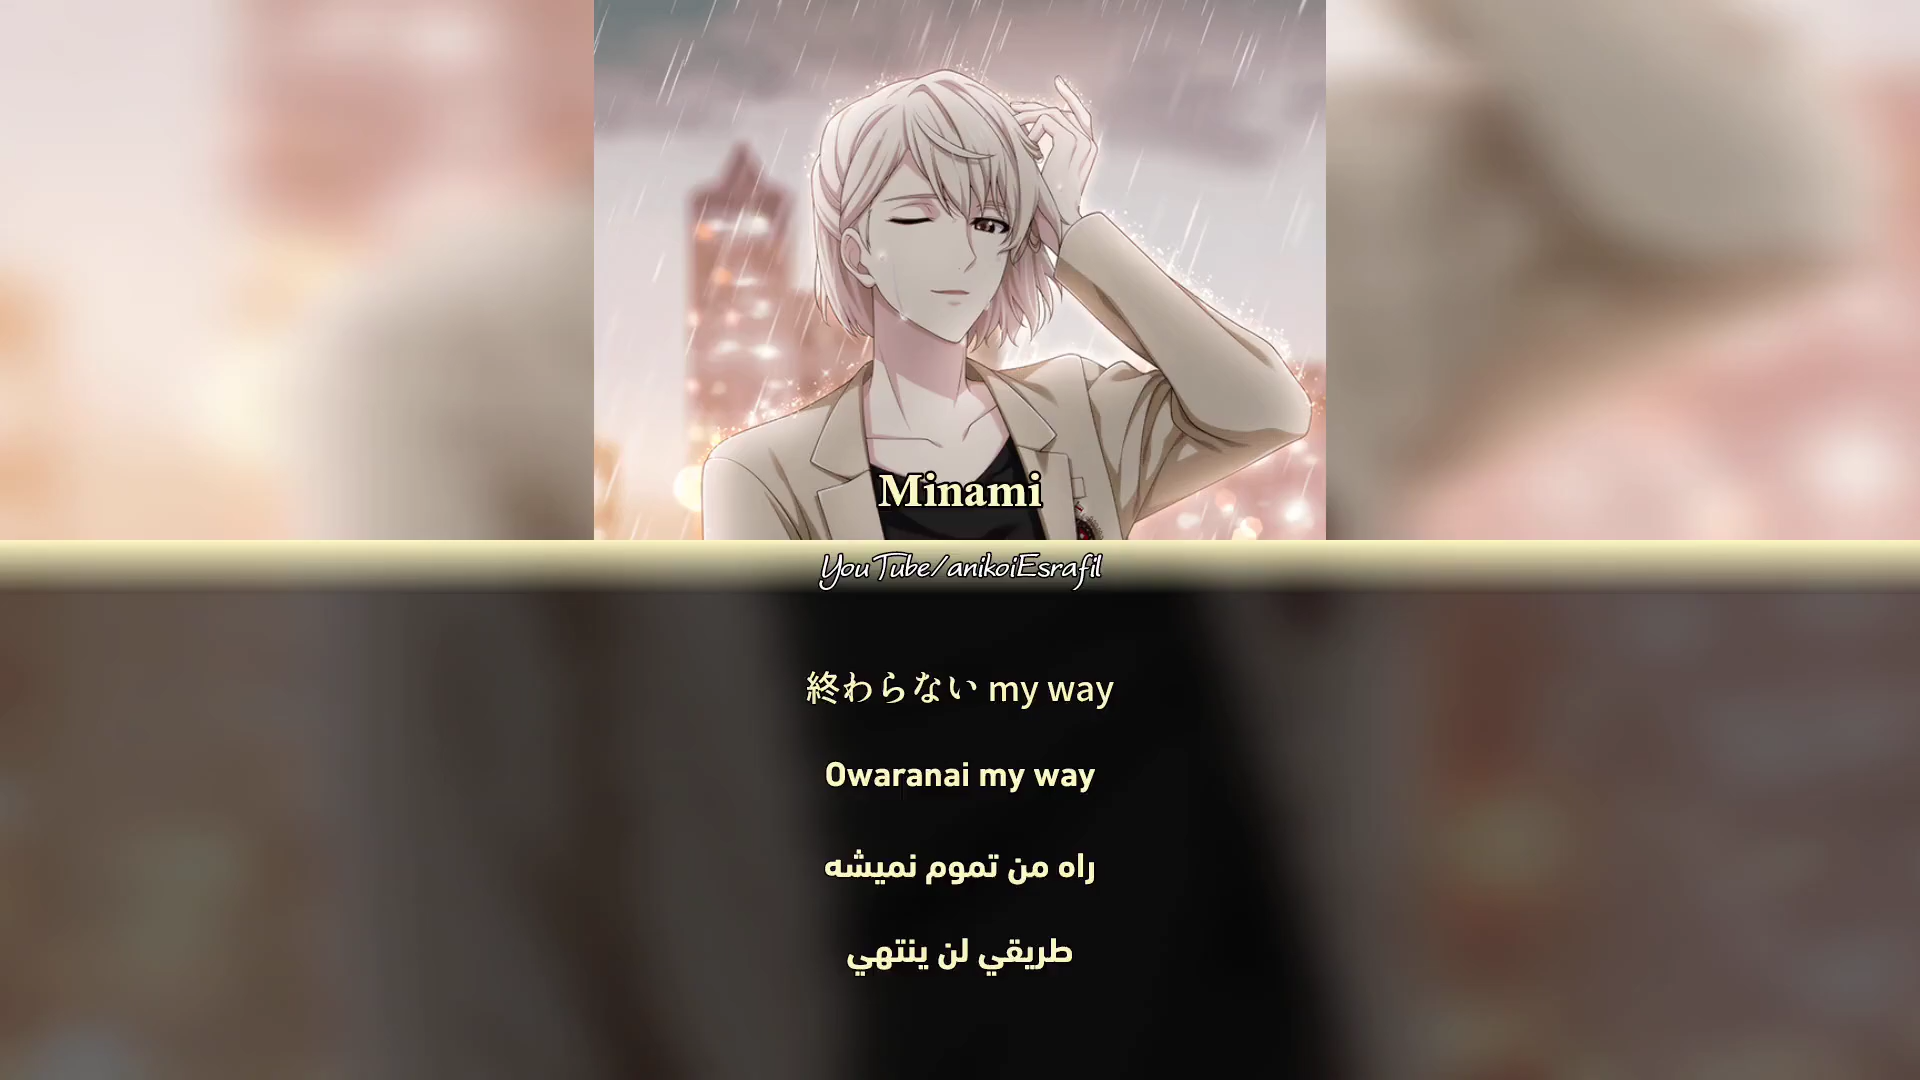 Minami
YouTube/anikoiEsrafil
終わらない my way
Owaranai my way
راه من تموم نمیشه
طريقي لن ينتهي